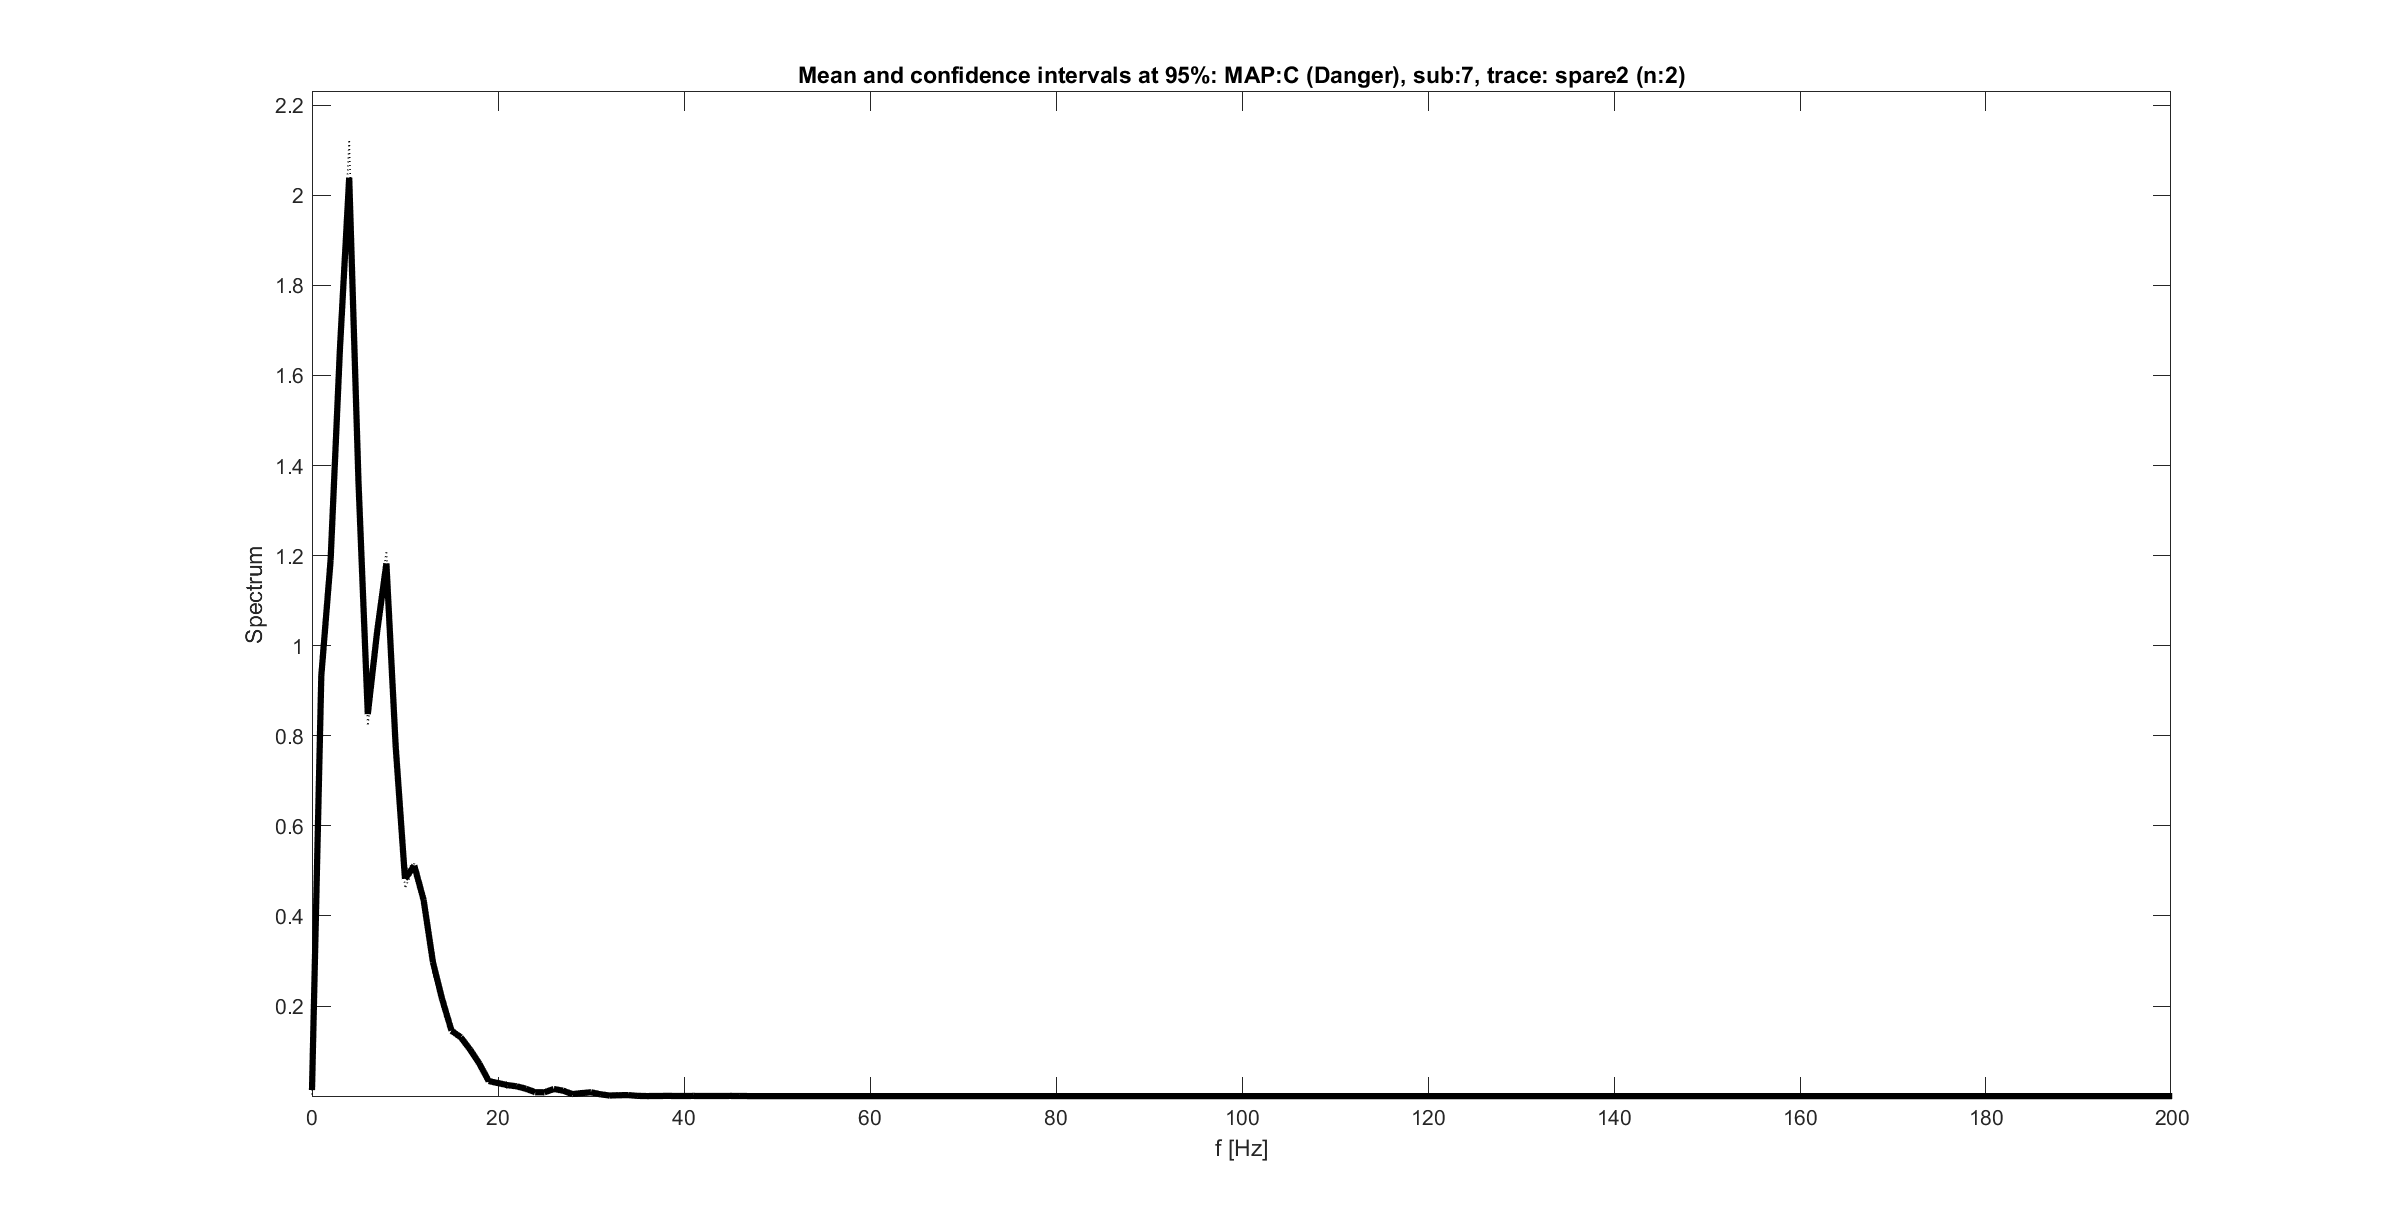 Mean and confidence intervals at 95%: MAP:C (Danger), sub:7, trace: spare2 (n:2)
2.2
2
1.8
1.6
1.4
1.2
1
0.8
0.6
0.4
0.2
Spectrum
0 20 40 60 80 100 120 140 160 180 200
f [Hz]